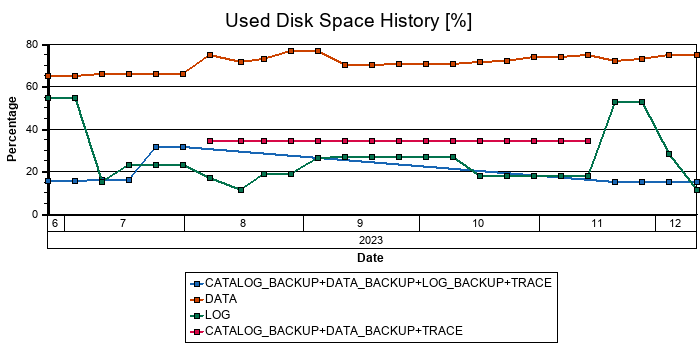 Used Disk Space History [%]
80
60
40
20
0
Percentage
6 7 8 9 10 11 12
2023
Date
CATALOG_BACKUP+DATA_BACKUP+LOG_BACKUP+TRACE
DATA
LOG
CATALOG_BACKUP+DATA_BACKUP+TRACE